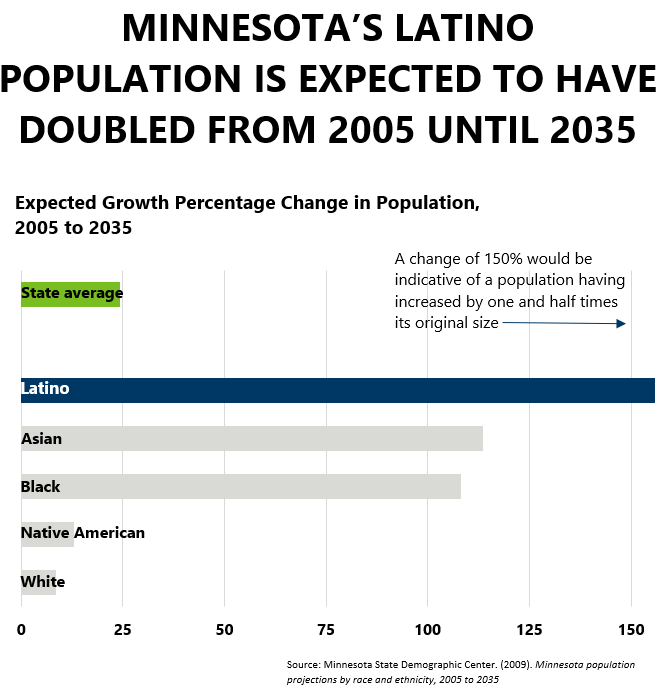 MINNESOTA’S LATINO
POPULATION IS EXPECTED TO HAVE
DOUBLED FROM 2005 UNTIL 2035
Expected Growth Percentage Change in Population,
2005 to 2035
A change of 150% would be
indicative of a population having
increased by one and half times
its original size
State average
Latino
Asian
Black
Native American
White
0 25 50 75 100 125 150
Source: Minnesota State Demographic Center. (2009). Minnesota population
projections by race and ethnicity, 2005 to 2035